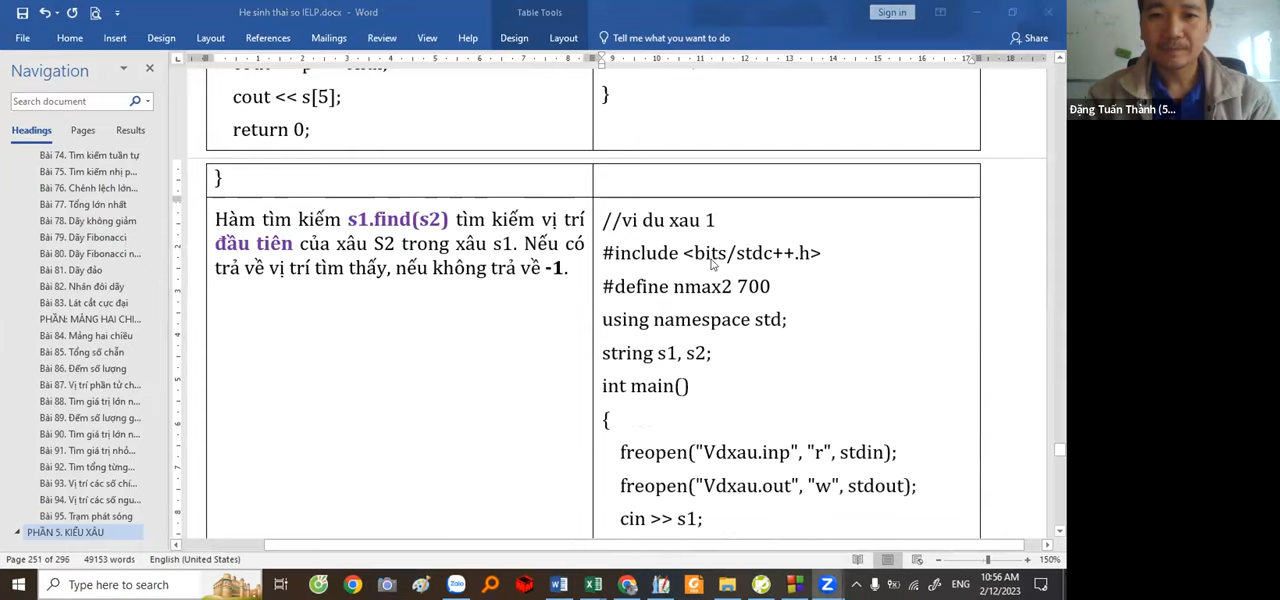 He sinh thai so IELP.docx - Word
Table Tools
Sign in
File
Home
Insert
Design
Layout
References
Mailings
Review
View
Help
Design
Layout
Tell me what you want to do
Share
Navigation
Search document
Headings
Pages
Results
Bài 74. Tìm kiếm tuần tự
Bài 75. Tìm kiếm nhị p...
Bài 76. Chênh lệch lớn...
Bài 77. Tổng lớn nhất
Bài 78. Dãy không giảm
Bài 79. Dãy Fibonacci
Bài 80. Dãy Fibonacci n...
Bài 81. Dãy đảo
Bài 82. Nhân đôi dãy
Bài 83. Lát cắt cực đại
PHẦN: MẢNG HAI CHI...
Bài 84. Mảng hai chiều
Bài 85. Tổng số chẵn
Bài 86. Đếm số lượng
Bài 87. Vị trí phần tử ch...
Bài 88. Tìm giá trị lớn n...
Bài 89. Đếm số lượng g...
Bài 90. Tìm giá trị lớn n...
Bài 91. Tìm giá trị nhỏ...
Bài 92. Tìm tổng từng...
Bài 93. Vị trí các số chí...
Bài 94. Vị trí các số ngu...
Bài 95. Trạm phát sóng
PHẦN 5. KIỂU XÂU
cout << s[5];
return 0;
}
}
Hàm tìm kiếm s1.find(s2) tìm kiếm vị trí
đầu tiên của xâu S2 trong xâu s1. Nếu có
trả về vị trí tìm thấy, nếu không trả về -1.
//vi du xau 1
#include <bits/stdc++.h>
#define nmax2 700
using namespace std;
string s1, s2;
int main()
{
freopen("Vdxau.inp", "r", stdin);
freopen("Vdxau.out", "w", stdout);
cin >> s1;
Đặng Tuấn Thành (5...
Page 251 of 296
49153 words
English (United States)
150%
Type here to search
Zalo
ENG
10:56 AM
2/12/2023